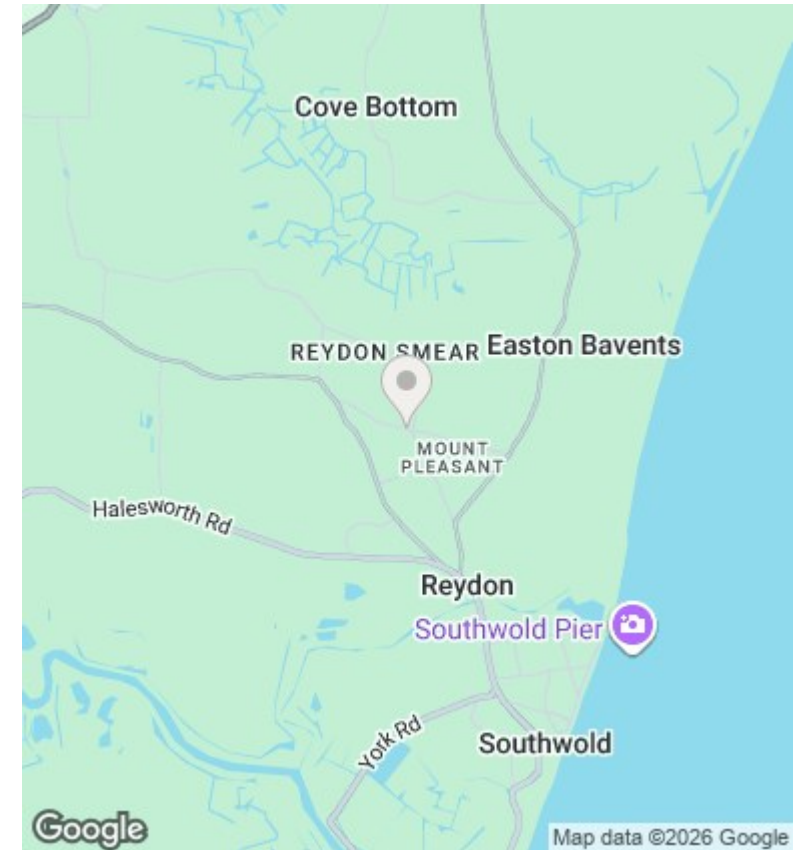 Cove Bottom
REYDON SMEAR
Easton Bavents
MOUNT
PLEASANT
Halesworth Rd
Reydon
Southwold Pier
York Rd
Southwold
Google
Map data ©2026 Google